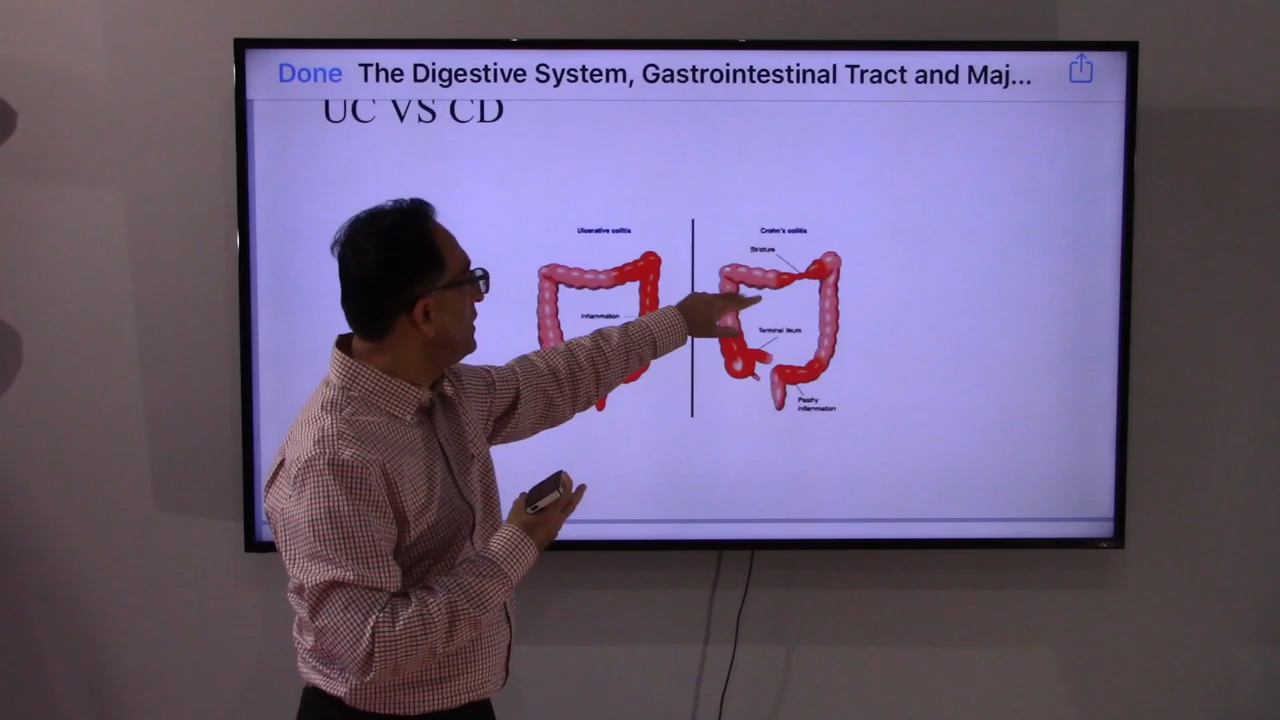 Done The Digestive System, Gastrointestinal Tract and Maj...
UC VS CD
Ulcerative colitis
Crohn's colitis
Stricture
Inflammation
Terminal ileum
Patchy
inflammation